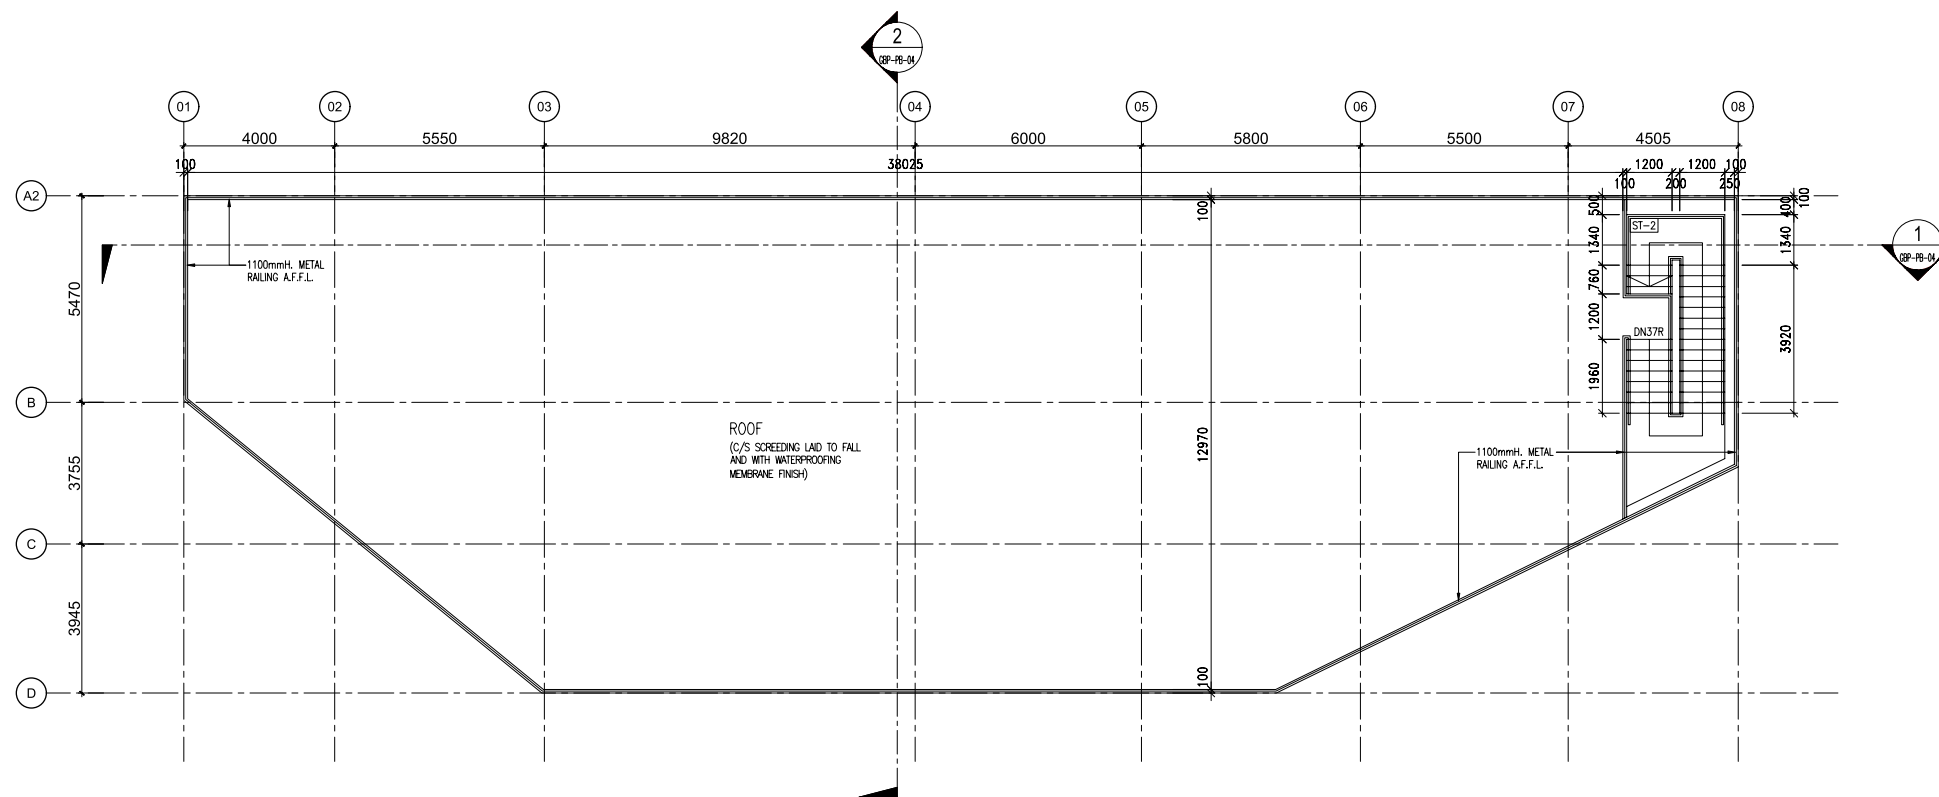 2
GBP-PB-04
01
02
03
04
05
06
07
08
4000
5550
9820
6000
5800
5500
4505
100
38025
1200
1200
100
100
200
250
A2
100
500
400
100
ST-2
1340
1340
1
GBP-PB-04
1100mmH. METAL
RAILING A.F.F.L.
760
5470
1200
DN37R
3920
1960
B
ROOF
(C/S SCREEDING LAID TO FALL
AND WITH WATERPROOFING
MEMBRANE FINISH)
12970
1100mmH. METAL
RAILING A.F.F.L.
3755
C
3945
100
D